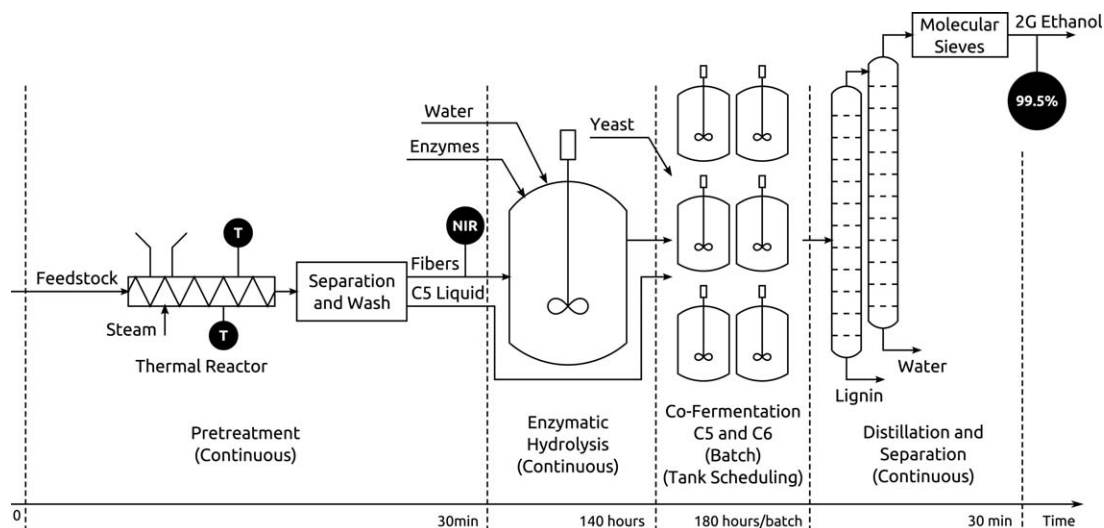 Molecular
Sieves
2G Ethanol
99.5%
Water
Enzymes
Yeast
NIR
T
Feedstock
Separation
and Wash
Fibers
C5 Liquid
Steam
T
Thermal Reactor
Water
Lignin
Pretreatment
(Continuous)
Enzymatic
Hydrolysis
(Continuous)
Co-Fermentation
C5 and C6
(Batch)
(Tank Scheduling)
Distillation and
Separation
(Continuous)
0
30min
140 hours
180 hours/batch
30 min
Time